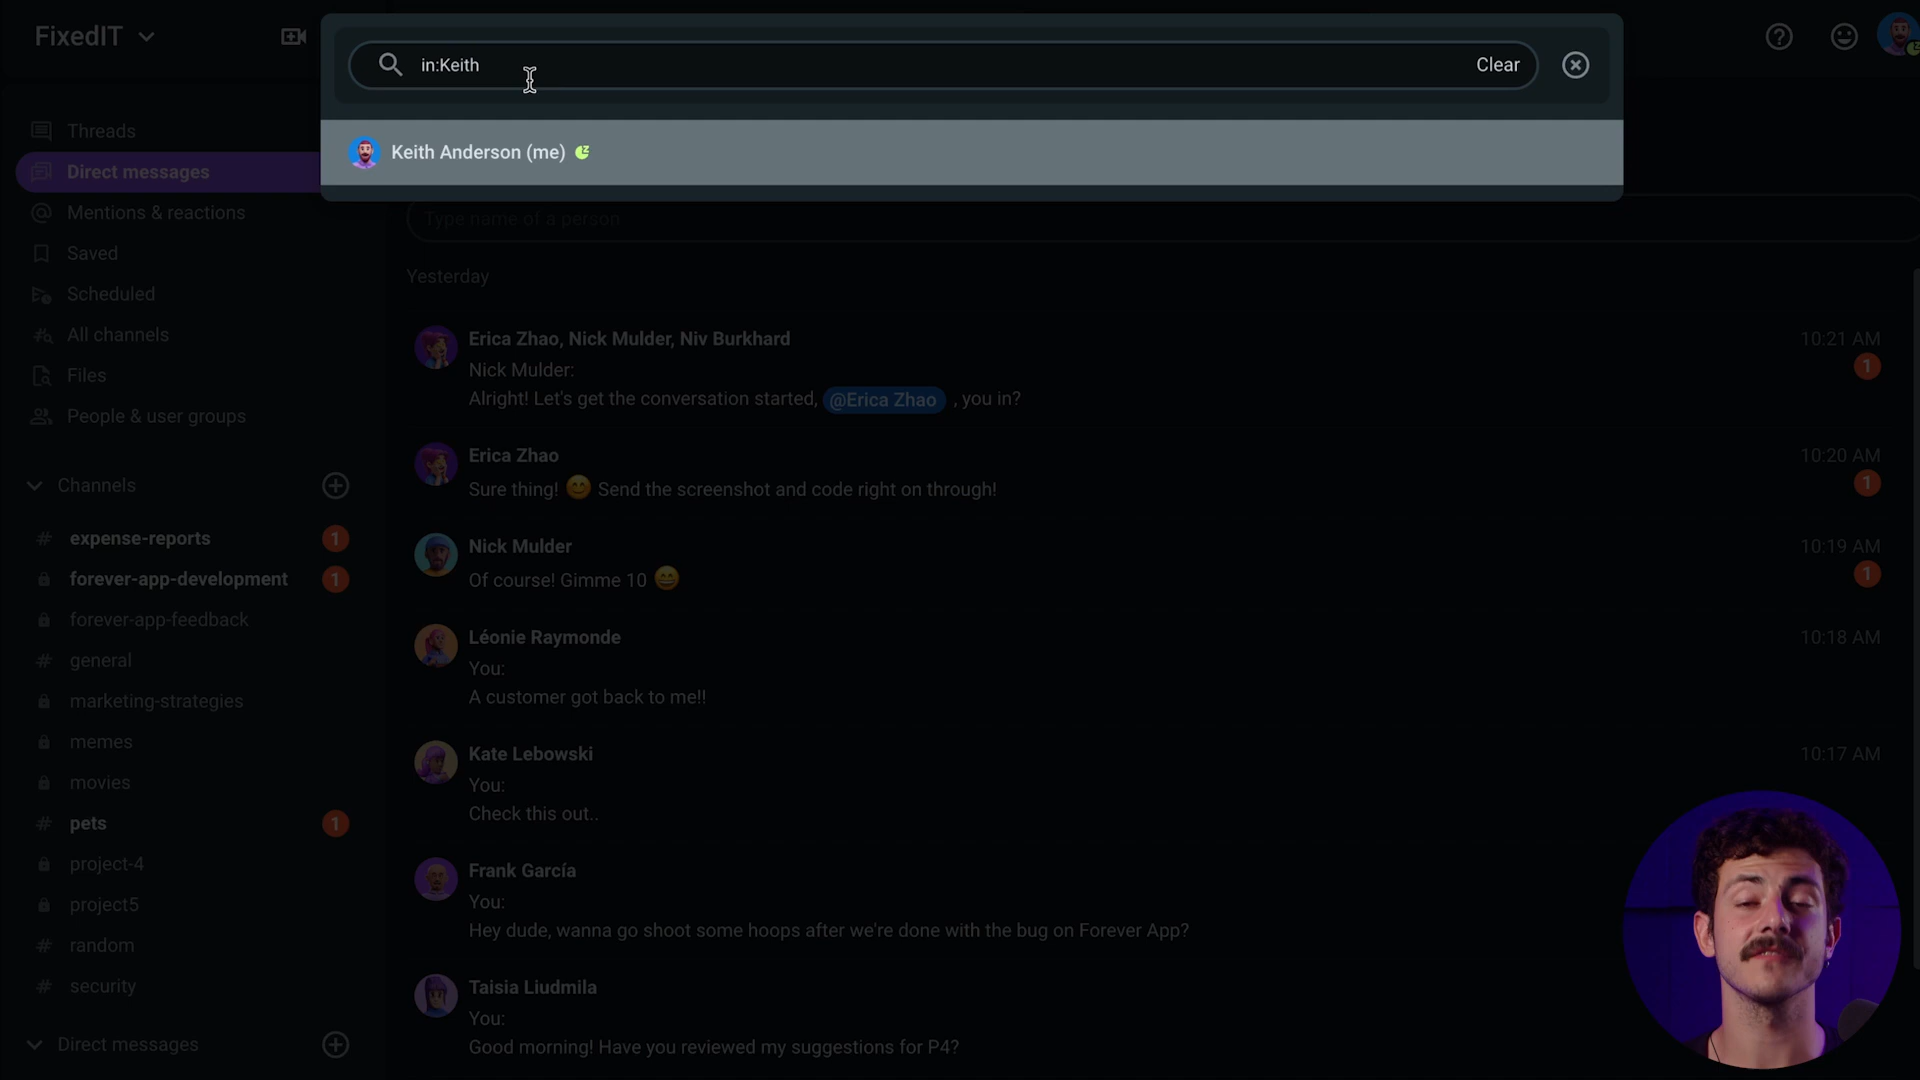 FixedIT
in:Keith
Clear
Keith Anderson (me)
Threads
Direct messages
Mentions & reactions
Saved
Scheduled
All channels
Files
People & user groups
Channels
# expense-reports 1
forever-app-development 1
forever-app-feedback
# general
marketing-strategies
memes
movies
# pets 1
project-4
project5
# random
# security
Direct messages
Type name of a person
Yesterday
Erica Zhao, Nick Mulder, Niv Burkhard 10:21 AM
Nick Mulder: 1
Alright! Let's get the conversation started, @Erica Zhao , you in?
Erica Zhao 10:20 AM
Sure thing! 😊 Send the screenshot and code right on through! 1
Nick Mulder 10:19 AM
Of course! Gimme 10 😄 1
Léonie Raymonde 10:18 AM
You:
A customer got back to me!!
Kate Lebowski 10:17 AM
You:
Check this out..
Frank García
You:
Hey dude, wanna go shoot some hoops after we're done with the bug on Forever App?
Taisia Liudmila
You:
Good morning! Have you reviewed my suggestions for P4?